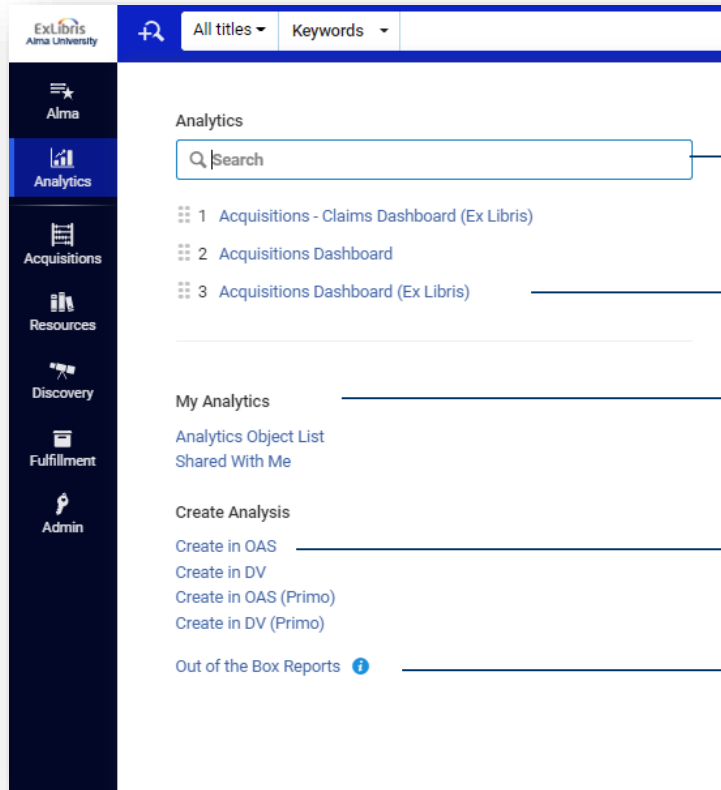 ExLibris
Alma University
All titles
Keywords
Alma
Analytics
Acquisitions
Resources
Discovery
Fulfillment
Admin
Analytics
Search
1 Acquisitions - Claims Dashboard (Ex Libris)
2 Acquisitions Dashboard
3 Acquisitions Dashboard (Ex Libris)
My Analytics
Analytics Object List
Shared With Me
Create Analysis
Create in OAS
Create in DV
Create in OAS (Primo)
Create in DV (Primo)
Out of the Box Reports i